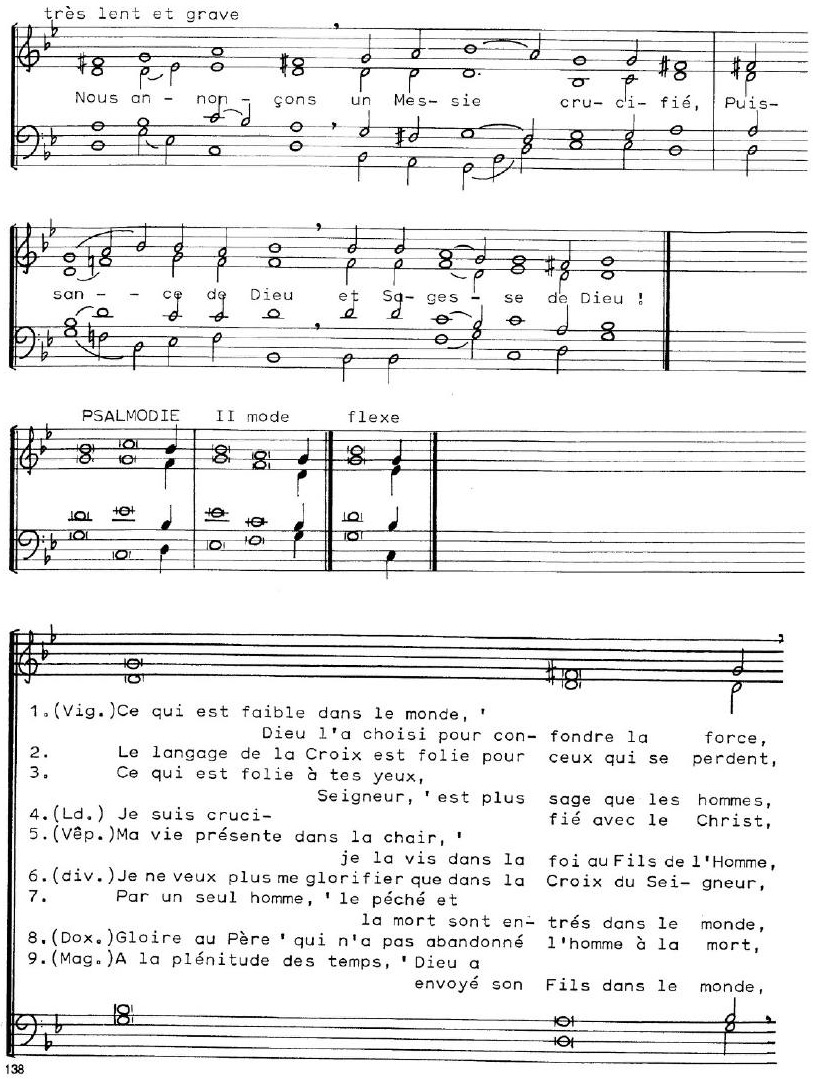 très lent et grave
Nous an - non - çons un Mes - sie cru - ci - fié, Puis-
san - - ce de Dieu et Sa - ges - se de Dieu !
PSALMODIE II mode flexe
1.(Vig.)Ce qui est faible dans le monde, '
Dieu l'a choisi pour con- fondre la force,
2. Le langage de la Croix est folie pour ceux qui se perdent,
3. Ce qui est folie à tes yeux,
Seigneur, 'est plus sage que les hommes,
4.(Ld.) Je suis cruci- fié avec le Christ,
5.(Vêp.)Ma vie présente dans la chair, '
je la vis dans la foi au Fils de l'Homme,
6.(div.)Je ne veux plus me glorifier que dans la Croix du Sei- gneur,
7. Par un seul homme, ' le péché et
la mort sont en- trés dans le monde,
8.(Dox.)Gloire au Père ' qui n'a pas abandonné l'homme à la mort,
9.(Mag.)A la plénitude des temps, ' Dieu a
envoyé son Fils dans le monde,
138